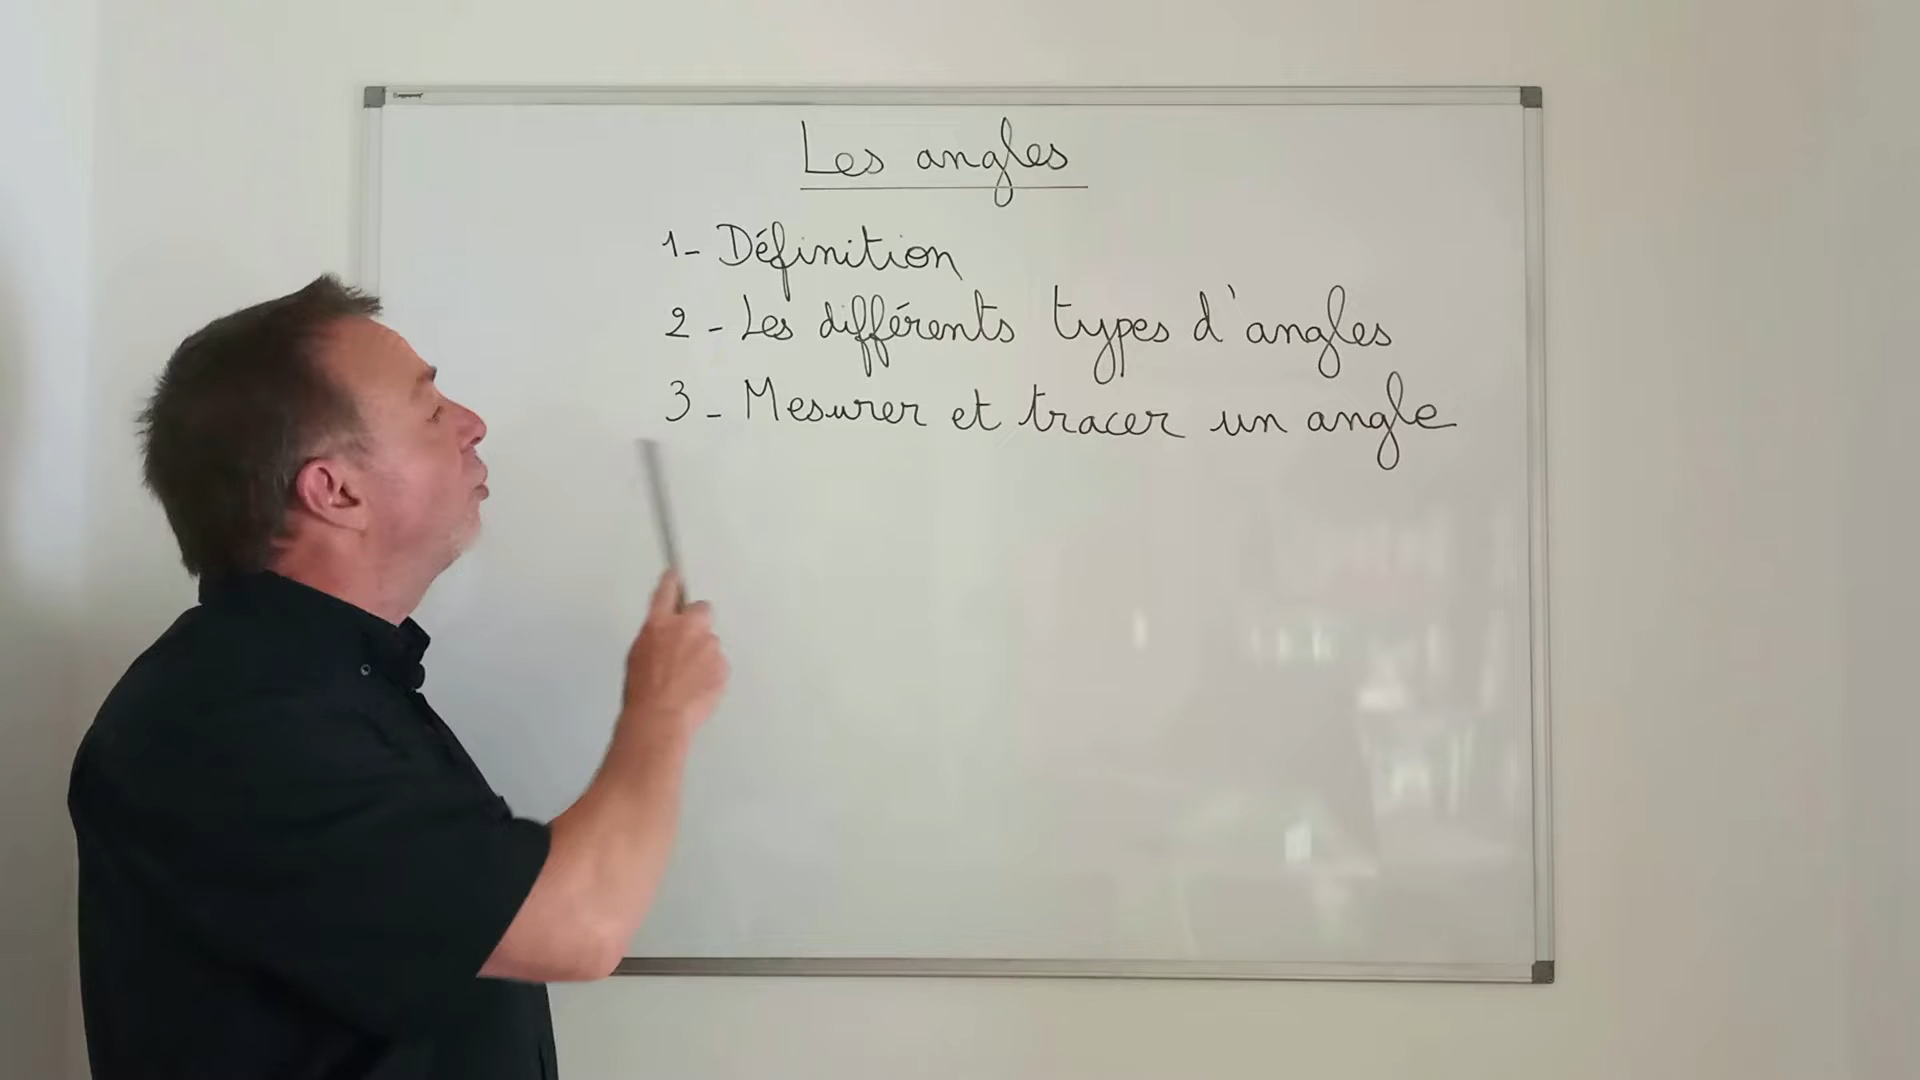 Les angles
1- Définition
2 - Les différents types d'angles
3 - Mesurer et tracer un angle